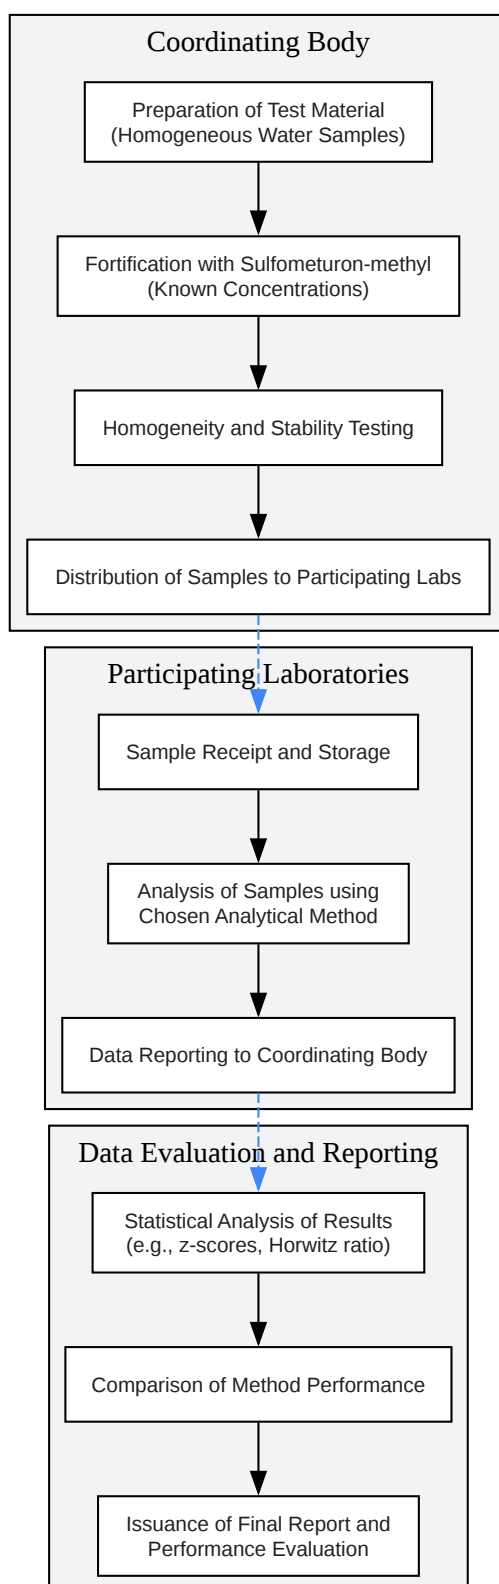 Coordinating Body
Preparation of Test Material
(Homogeneous Water Samples)
Fortification with Sulfometuron-methyl
(Known Concentrations)
Homogeneity and Stability Testing
Distribution of Samples to Participating Labs
Participating Laboratories
Sample Receipt and Storage
Analysis of Samples using
Chosen Analytical Method
Data Reporting to Coordinating Body
Data Evaluation and Reporting
Statistical Analysis of Results
(e.g., z-scores, Horwitz ratio)
Comparison of Method Performance
Issuance of Final Report and
Performance Evaluation